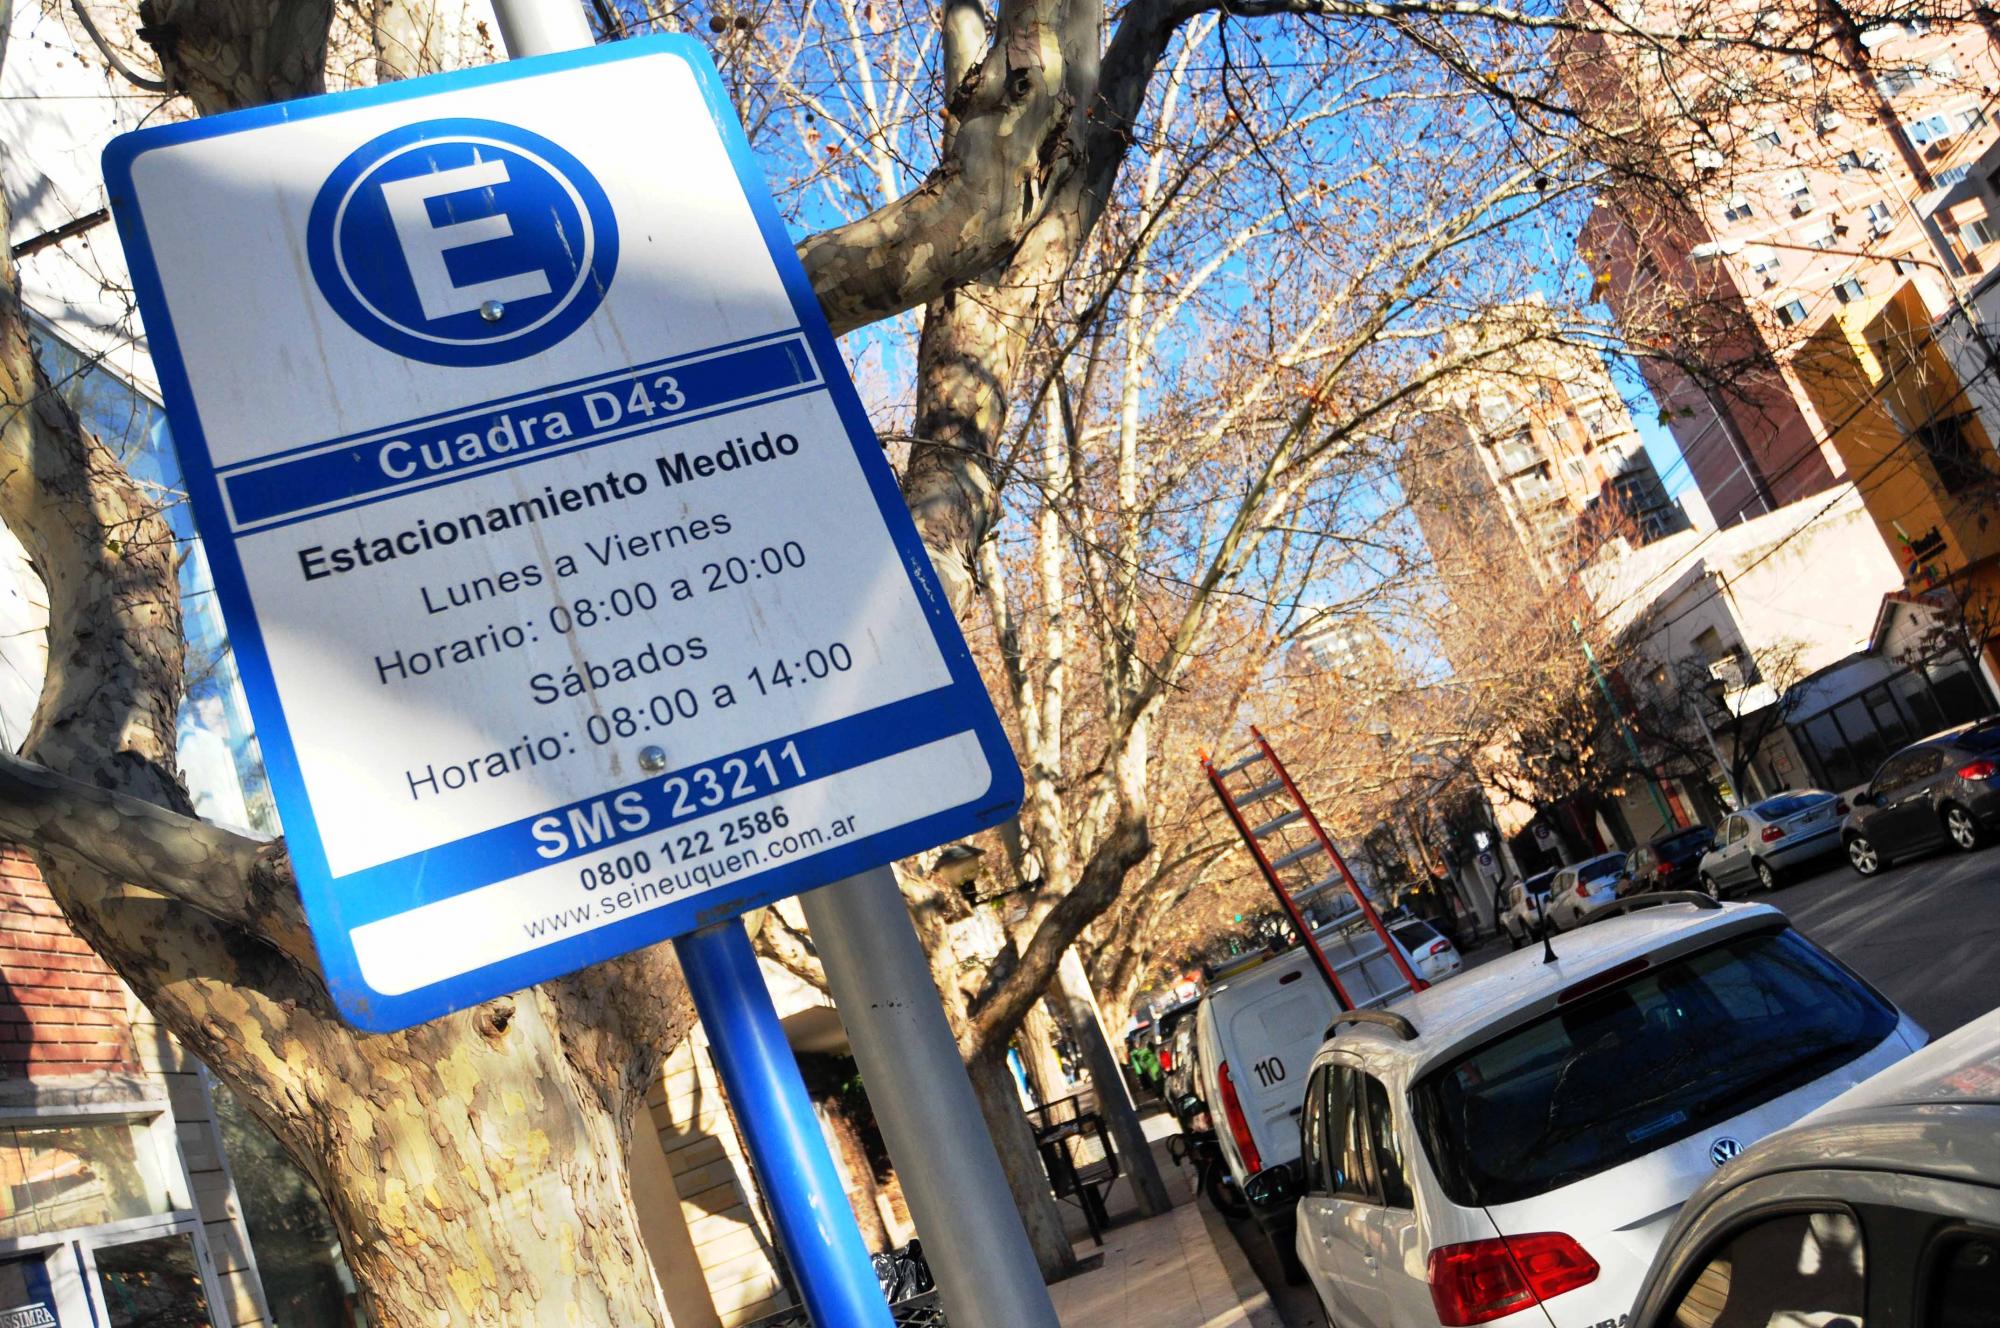 E
Cuadra D43
Estacionamiento Medido
Lunes a Viernes
Horario: 08:00 a 20:00
Sábados
Horario: 08:00 a 14:00
SMS 23211
0800 122 2586
www.seineuquen.com.ar
110